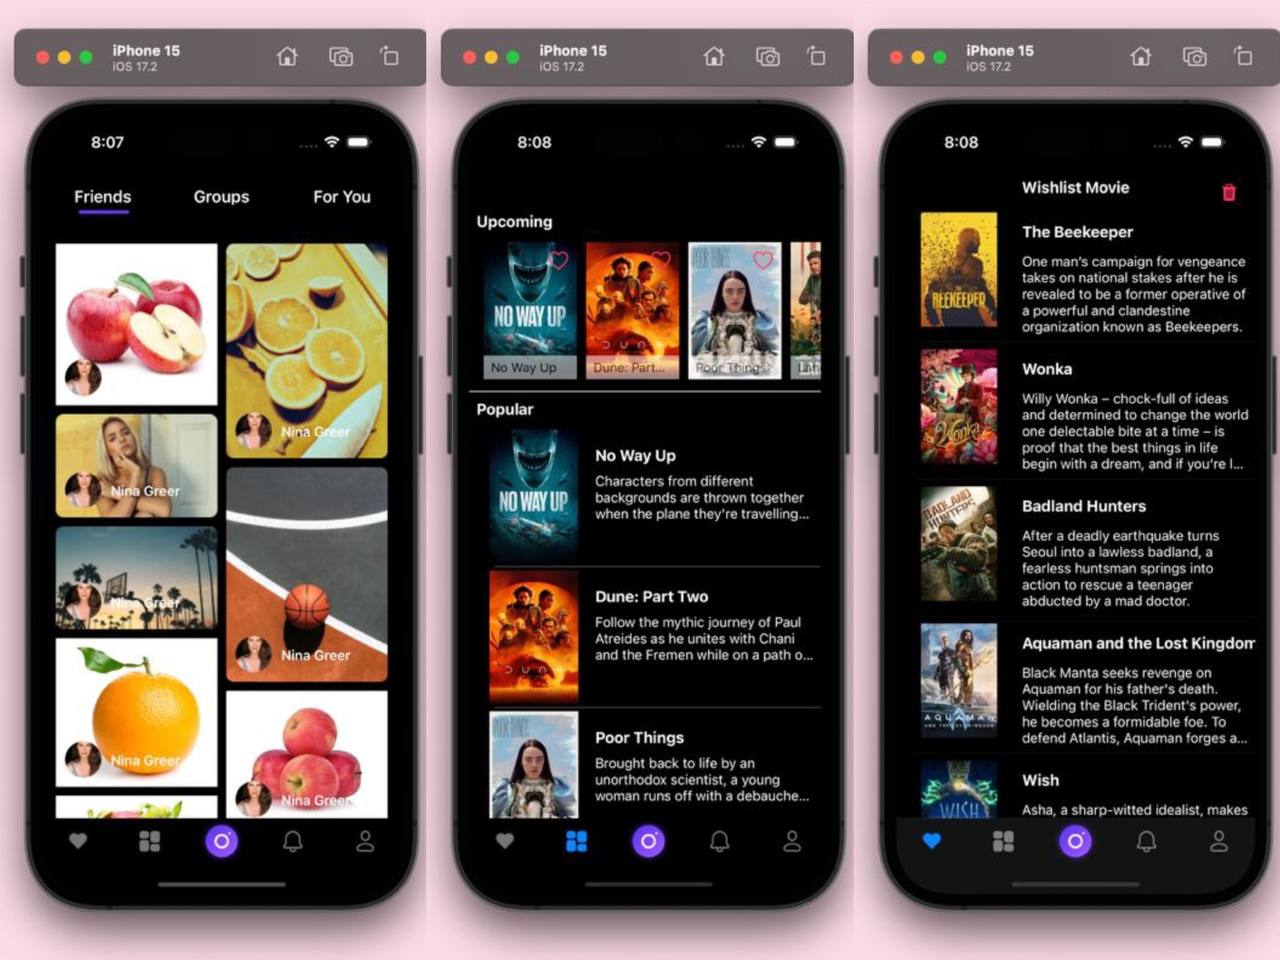 iPhone 15
iOS 17.2
8:07
Friends
Groups
For You
Nina Greer
Nina Greer
Nina Greer
Nina Greer
Nina Greer
Nina Greer
iPhone 15
iOS 17.2
8:08
Upcoming
NO WAY UP
No Way Up
DUN
Dune: Part...
POOR THINGS
Poor Things
Popular
NO WAY UP
No Way Up
Characters from different
backgrounds are thrown together
when the plane they're travelling...
DUN
Dune: Part Two
Follow the mythic journey of Paul
Atreides as he unites with Chani
and the Fremen while on a path o...
POOR THINGS
Poor Things
Brought back to life by an
unorthodox scientist, a young
woman runs off with a debauche...
iPhone 15
iOS 17.2
8:08
Wishlist Movie
THE
BEEKEEPER
The Beekeeper
One man's campaign for vengeance
takes on national stakes after he is
revealed to be a former operative of
a powerful and clandestine
organization known as Beekeepers.
Wonka
Wonka
Willy Wonka – chock-full of ideas
and determined to change the world
one delectable bite at a time – is
proof that the best things in life
begin with a dream, and if you're l...
BADLAND
HUNTERS
Badland Hunters
After a deadly earthquake turns
Seoul into a lawless badland, a
fearless huntsman springs into
action to rescue a teenager
abducted by a mad doctor.
AQUAMAN
Aquaman and the Lost Kingdom
Black Manta seeks revenge on
Aquaman for his father's death.
Wielding the Black Trident's power,
he becomes a formidable foe. To
defend Atlantis, Aquaman forges a...
WISH
Wish
Asha, a sharp-witted idealist, makes